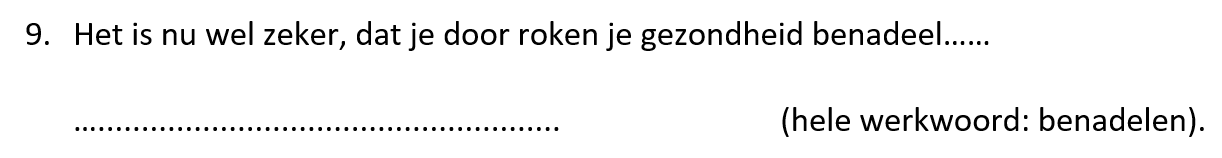 9. Het is nu wel zeker, dat je door roken je gezondheid benadeel……
………………………………………………. (hele werkwoord: benadelen).